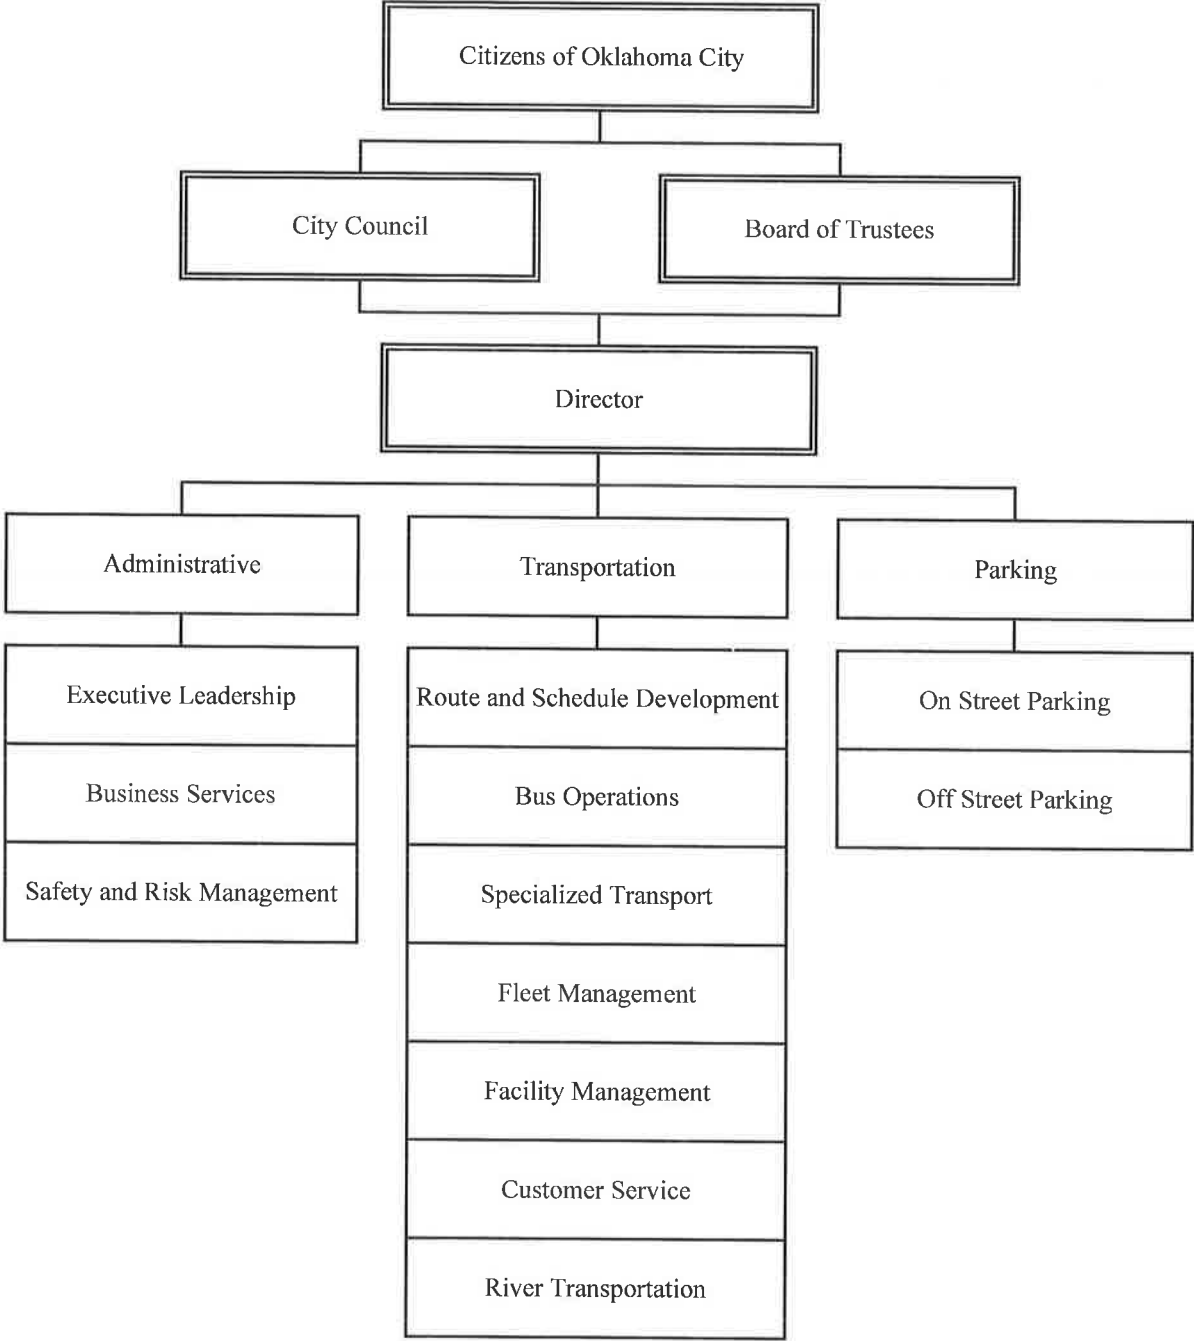 Citizens of Oklahoma City
City Council
Board of Trustees
Director
Administrative
Transportation
Parking
Executive Leadership
Business Services
Safety and Risk Management
Route and Schedule Development
Bus Operations
Specialized Transport
Fleet Management
Facility Management
Customer Service
River Transportation
On Street Parking
Off Street Parking